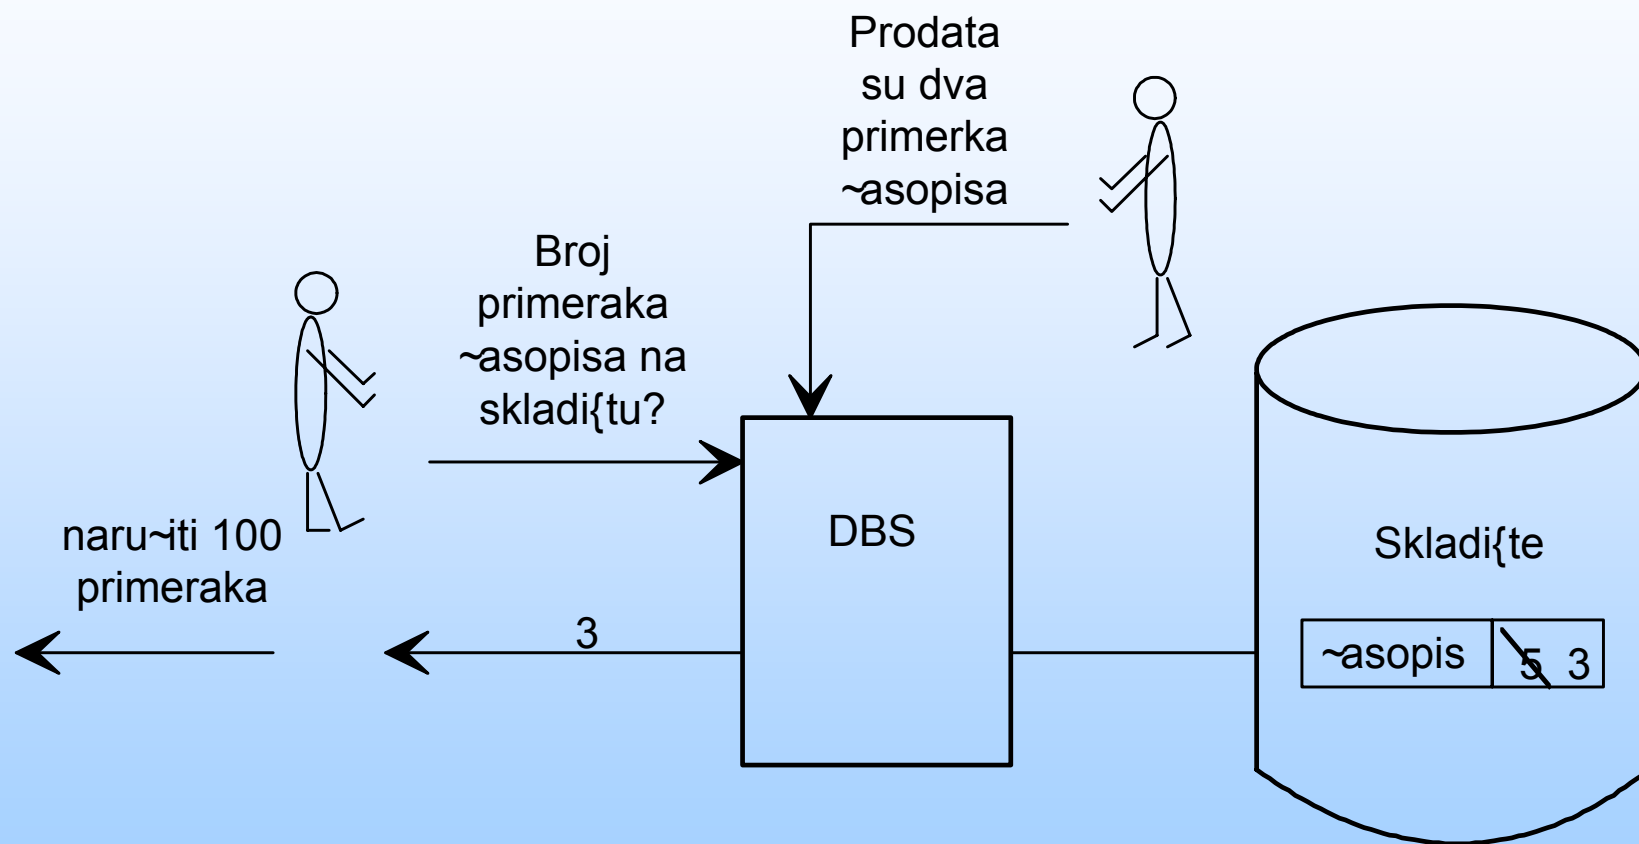 Prodata
su dva
primerka
~asopisa
Broj
primeraka
~asopisa na
skladi{tu?
naru~iti 100
primeraka
DBS
Skladi{te
3
~asopis 5 3